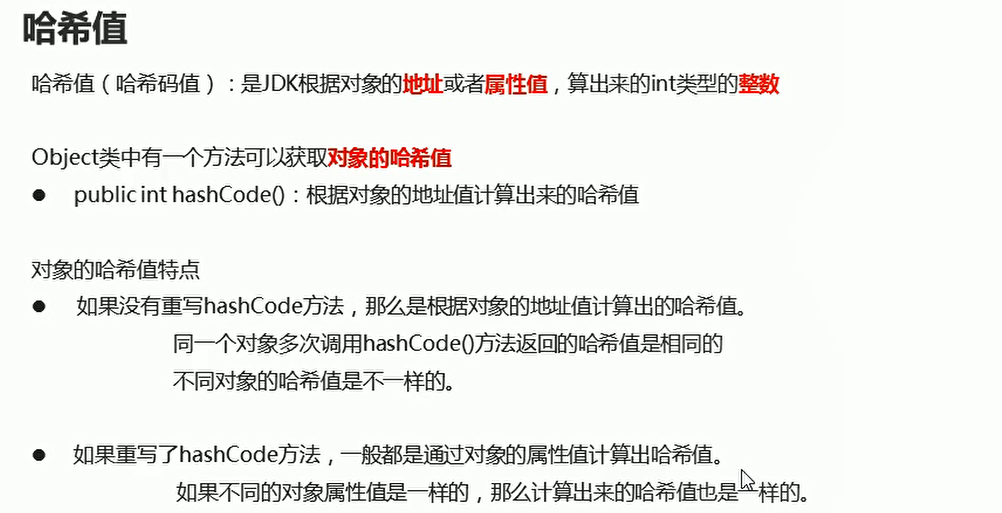 哈希值
哈希值（哈希码值）：是JDK根据对象的地址或者属性值，算出来的int类型的整数
Object类中有一个方法可以获取对象的哈希值
● public int hashCode()：根据对象的地址值计算出来的哈希值
对象的哈希值特点
● 如果没有重写hashCode方法，那么是根据对象的地址值计算出的哈希值。
同一个对象多次调用hashCode()方法返回的哈希值是相同的
不同对象的哈希值是不一样的。
● 如果重写了hashCode方法，一般都是通过对象的属性值计算出哈希值。
如果不同的对象属性值是一样的，那么计算出来的哈希值也是一样的。